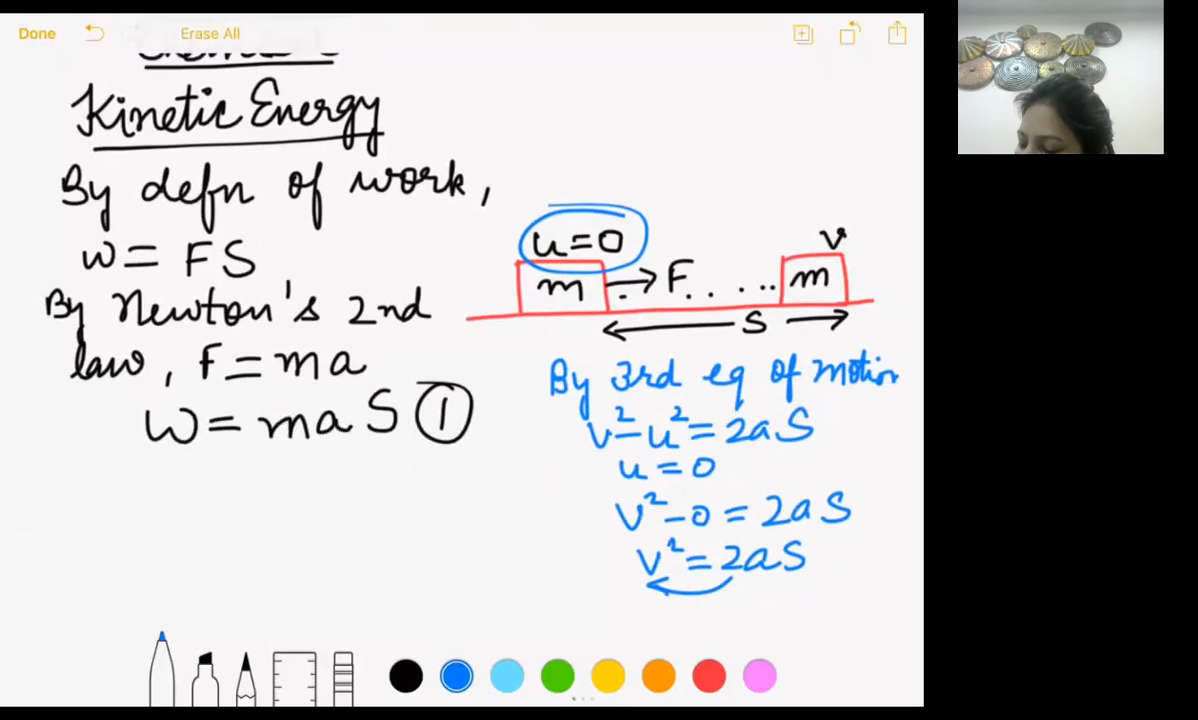 Done
Erase All
Kinetic Energy
By defn of work,
W = FS
By Newton's 2nd
law, F = ma
W = maS ①
u=0
m
F
m
v
S
By 3rd eq of motion
v²-u² = 2aS
u = 0
v²-0 = 2aS
v² = 2aS